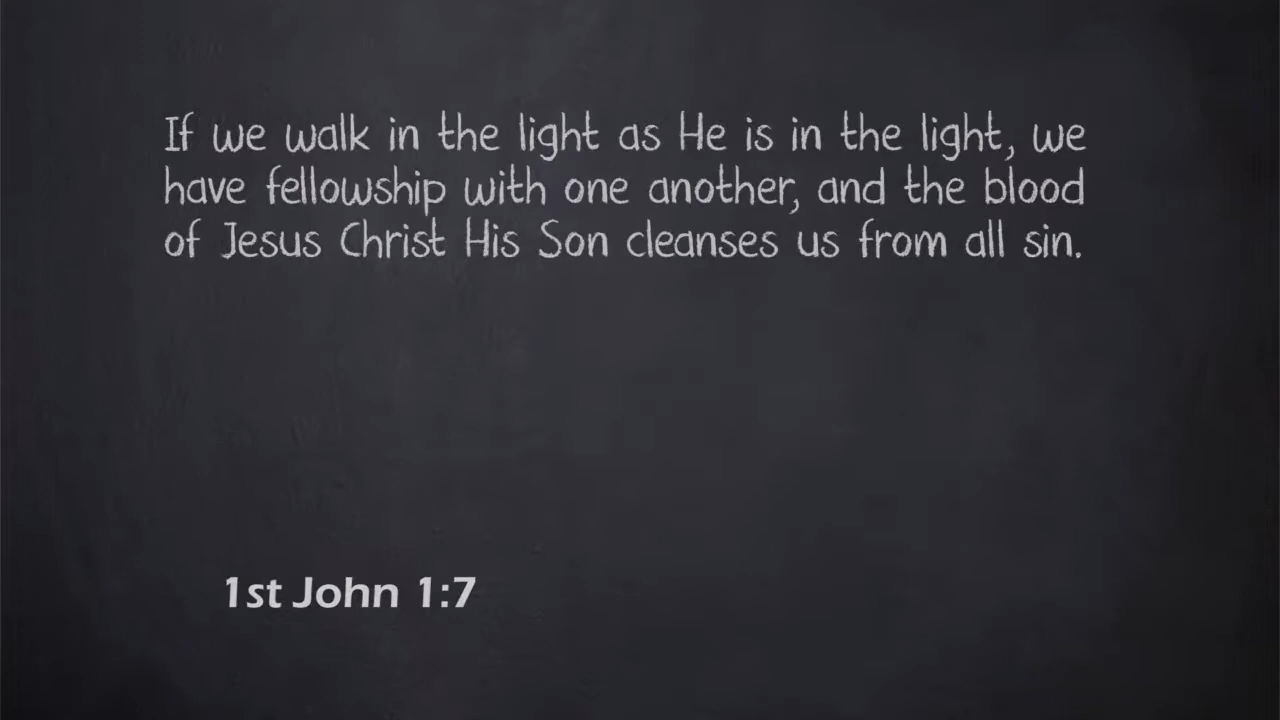 If we walk in the light as He is in the light, we
have fellowship with one another, and the blood
of Jesus Christ His Son cleanses us from all sin.
1st John 1:7